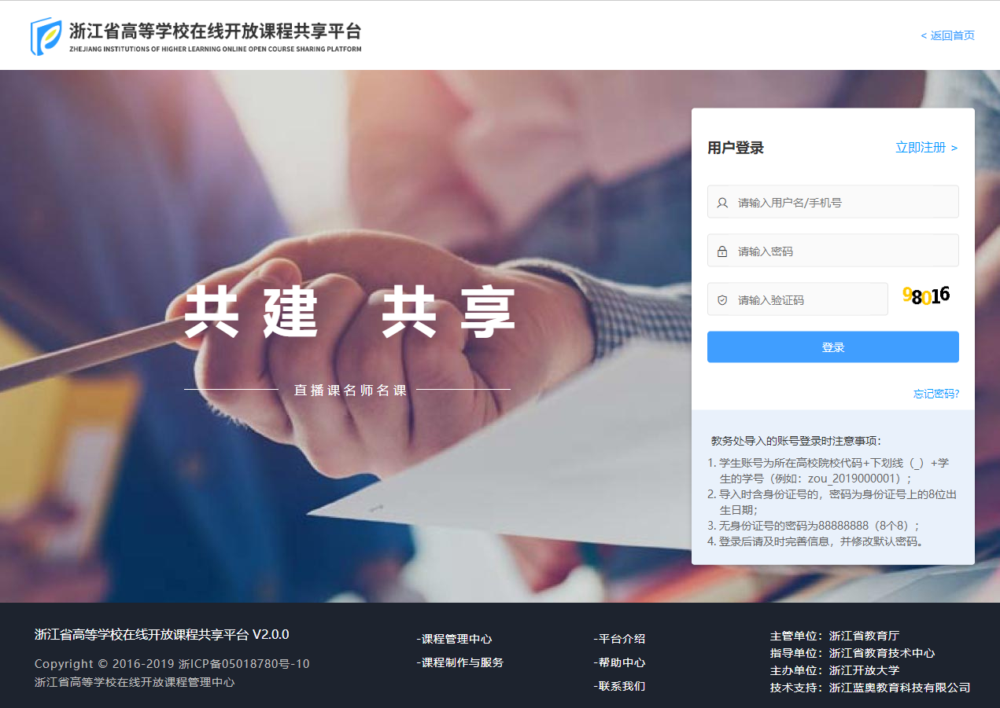 浙江省高等学校在线开放课程共享平台
ZHEJIANG INSTITUTIONS OF HIGHER LEARNING ONLINE OPEN COURSE SHARING PLATFORM
< 返回首页
共建 共享
直播课名师名课
用户登录
立即注册 >
请输入用户名/手机号
请输入密码
请输入验证码
98016
登录
忘记密码?
教务处导入的账号登录时注意事项：
1. 学生账号为所在高校院校代码+下划线（_）+学
生的学号（例如：zou_2019000001）；
2. 导入时含身份证号的，密码为身份证号上的8位出
生日期；
3. 无身份证号的密码为88888888（8个8）；
4. 登录后请及时完善信息，并修改默认密码。
浙江省高等学校在线开放课程共享平台 V2.0.0
Copyright © 2016-2019 浙ICP备05018780号-10
浙江省高等学校在线开放课程管理中心
-课程管理中心
-课程制作与服务
-平台介绍
-帮助中心
-联系我们
主管单位：浙江省教育厅
指导单位：浙江省教育技术中心
主办单位：浙江开放大学
技术支持：浙江蓝奥教育科技有限公司